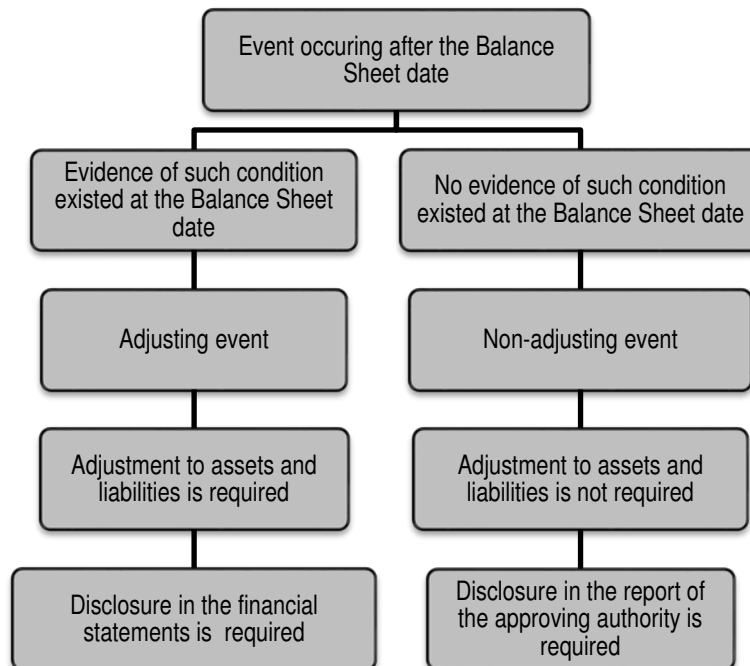 Event occuring after the Balance
Sheet date
Evidence of such condition
existed at the Balance Sheet
date
No evidence of such condition
existed at the Balance Sheet date
Adjusting event
Non-adjusting event
Adjustment to assets and
liabilities is required
Adjustment to assets and
liabilities is not required
Disclosure in the financial
statements is required
Disclosure in the report of
the approving authority is
required